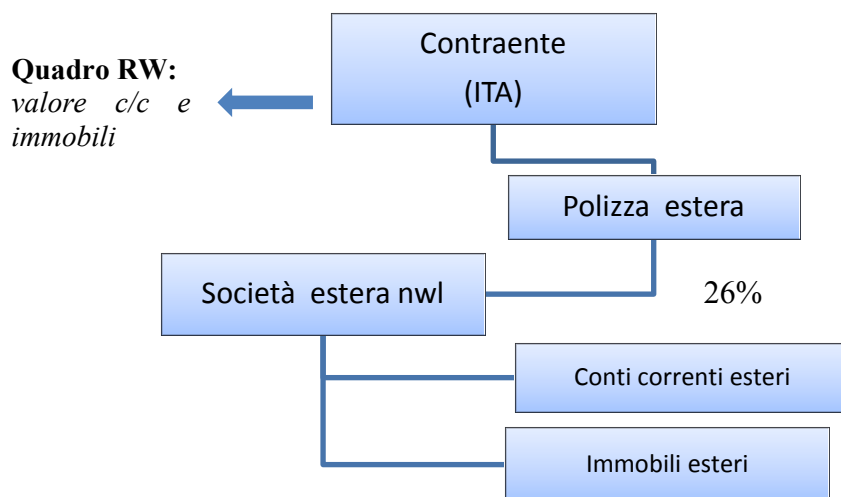 Contraente
(ITA)
Quadro RW:
valore c/c e
immobili
Polizza estera
Società estera nwl
26%
Conti correnti esteri
Immobili esteri